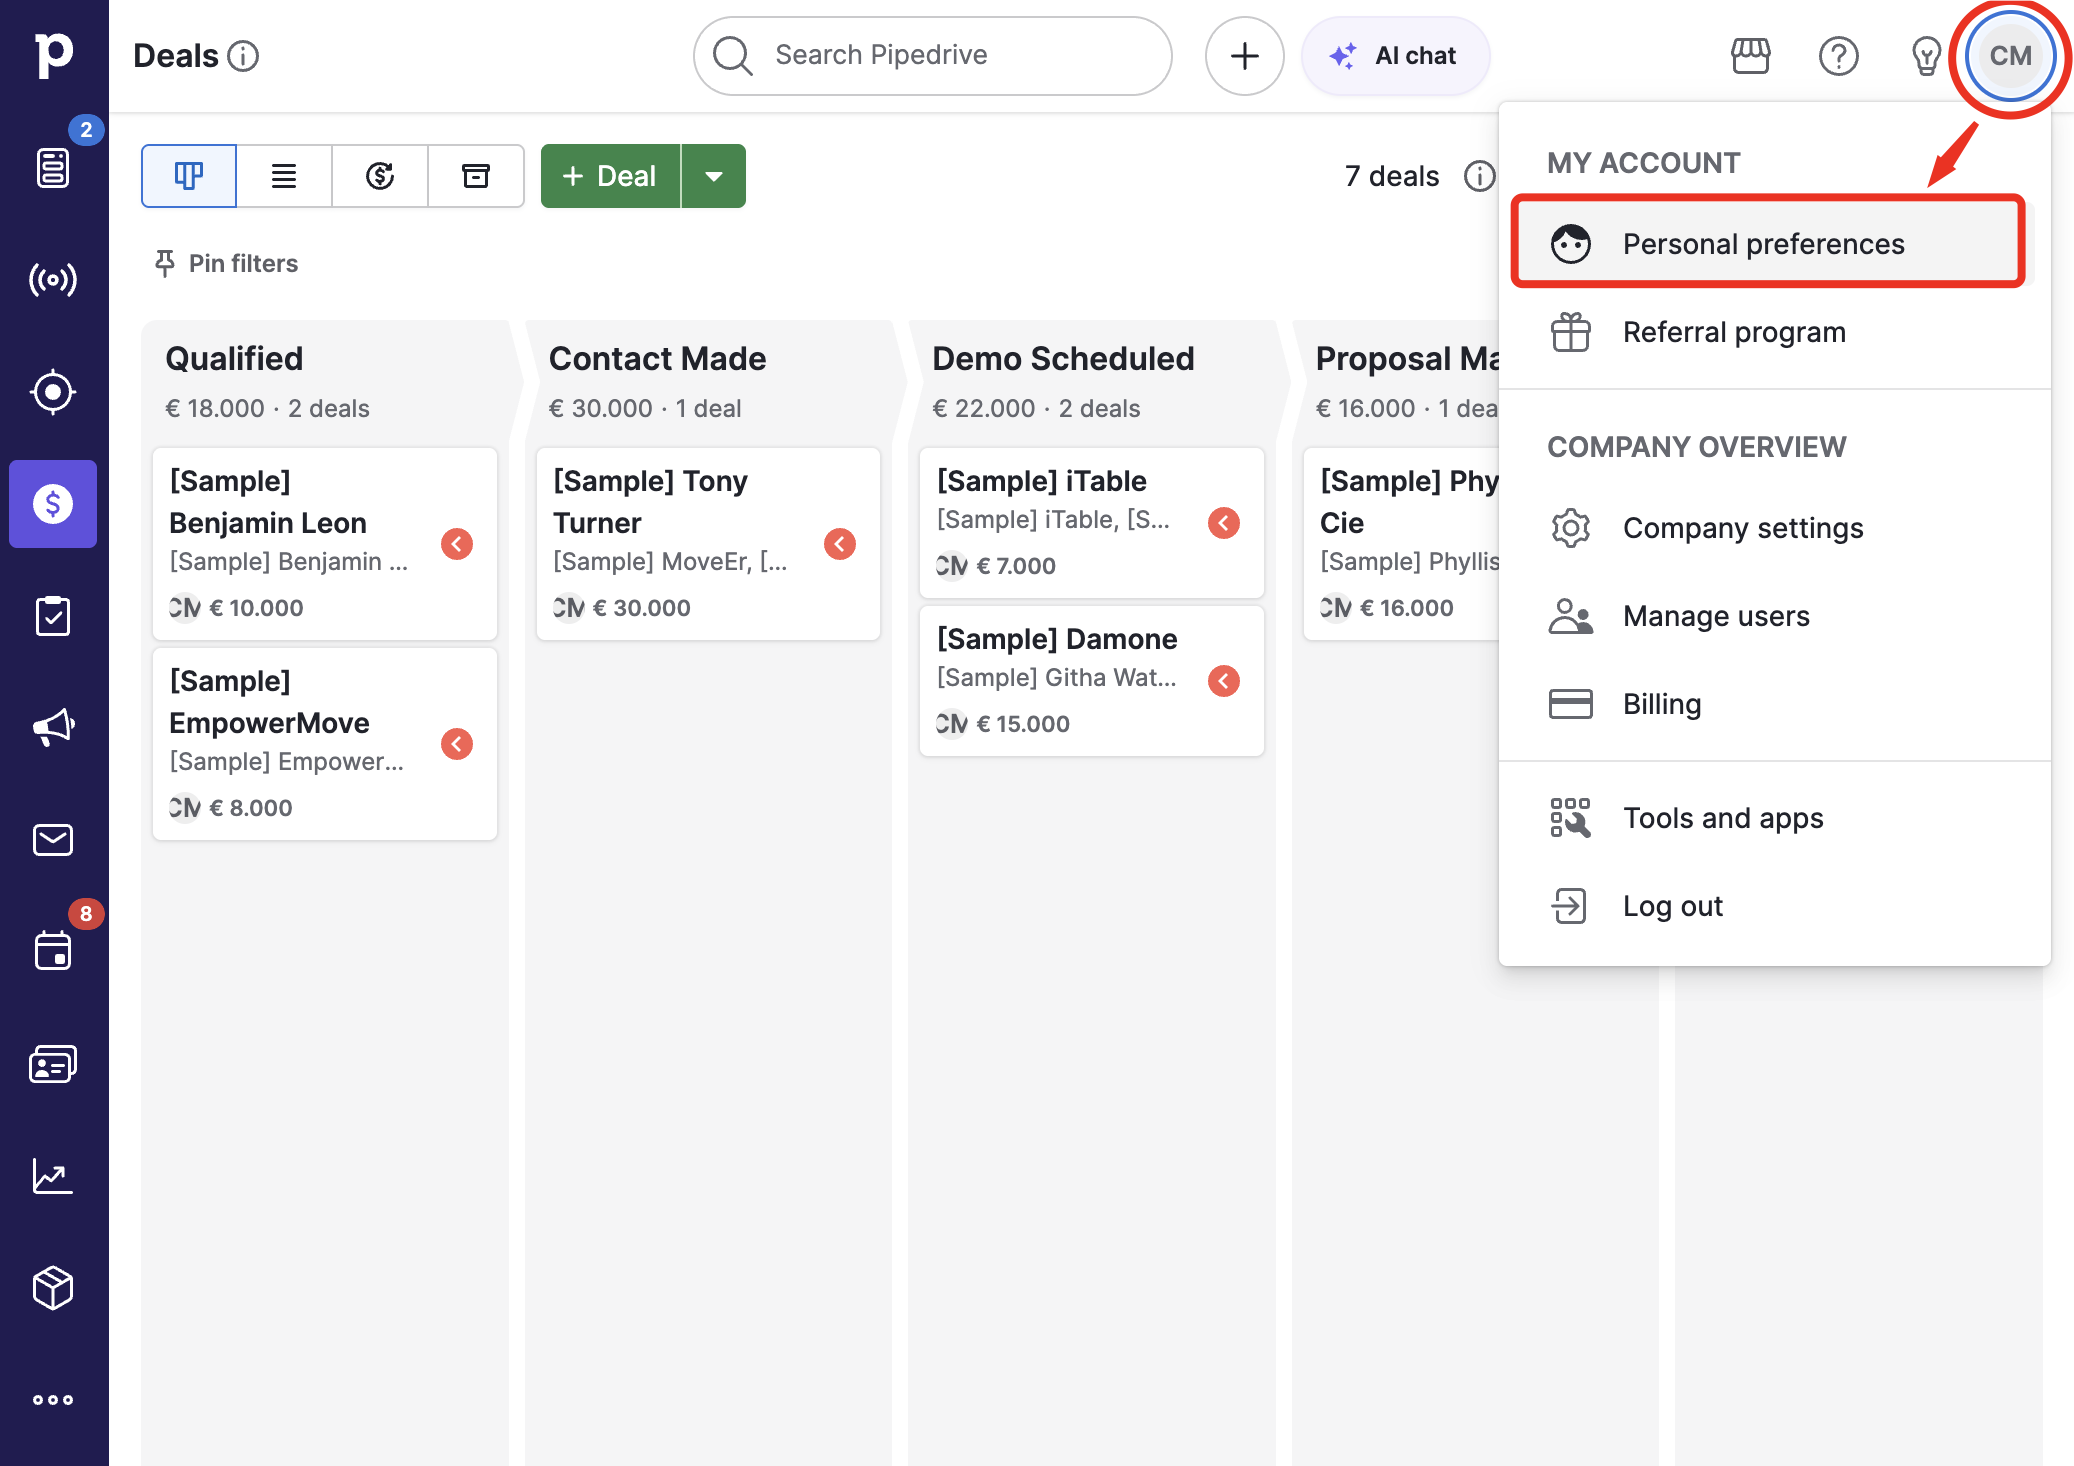 p
Deals
Search Pipedrive
AI chat
CM
2
Deal
7 deals
Pin filters
Qualified
€ 18.000 · 2 deals
[Sample]
Benjamin Leon
[Sample] Benjamin ...
CM € 10.000
[Sample]
EmpowerMove
[Sample] Empower...
CM € 8.000
Contact Made
€ 30.000 · 1 deal
[Sample] Tony
Turner
[Sample] MoveEr, [...
CM € 30.000
Demo Scheduled
€ 22.000 · 2 deals
[Sample] iTable
[Sample] iTable, [S...
CM € 7.000
[Sample] Damone
[Sample] Githa Wat...
CM € 15.000
Proposal Ma
€ 16.000 · 1 dea
[Sample] Phy
Cie
[Sample] Phyllis
CM € 16.000
MY ACCOUNT
Personal preferences
Referral program
COMPANY OVERVIEW
Company settings
Manage users
Billing
Tools and apps
Log out
8